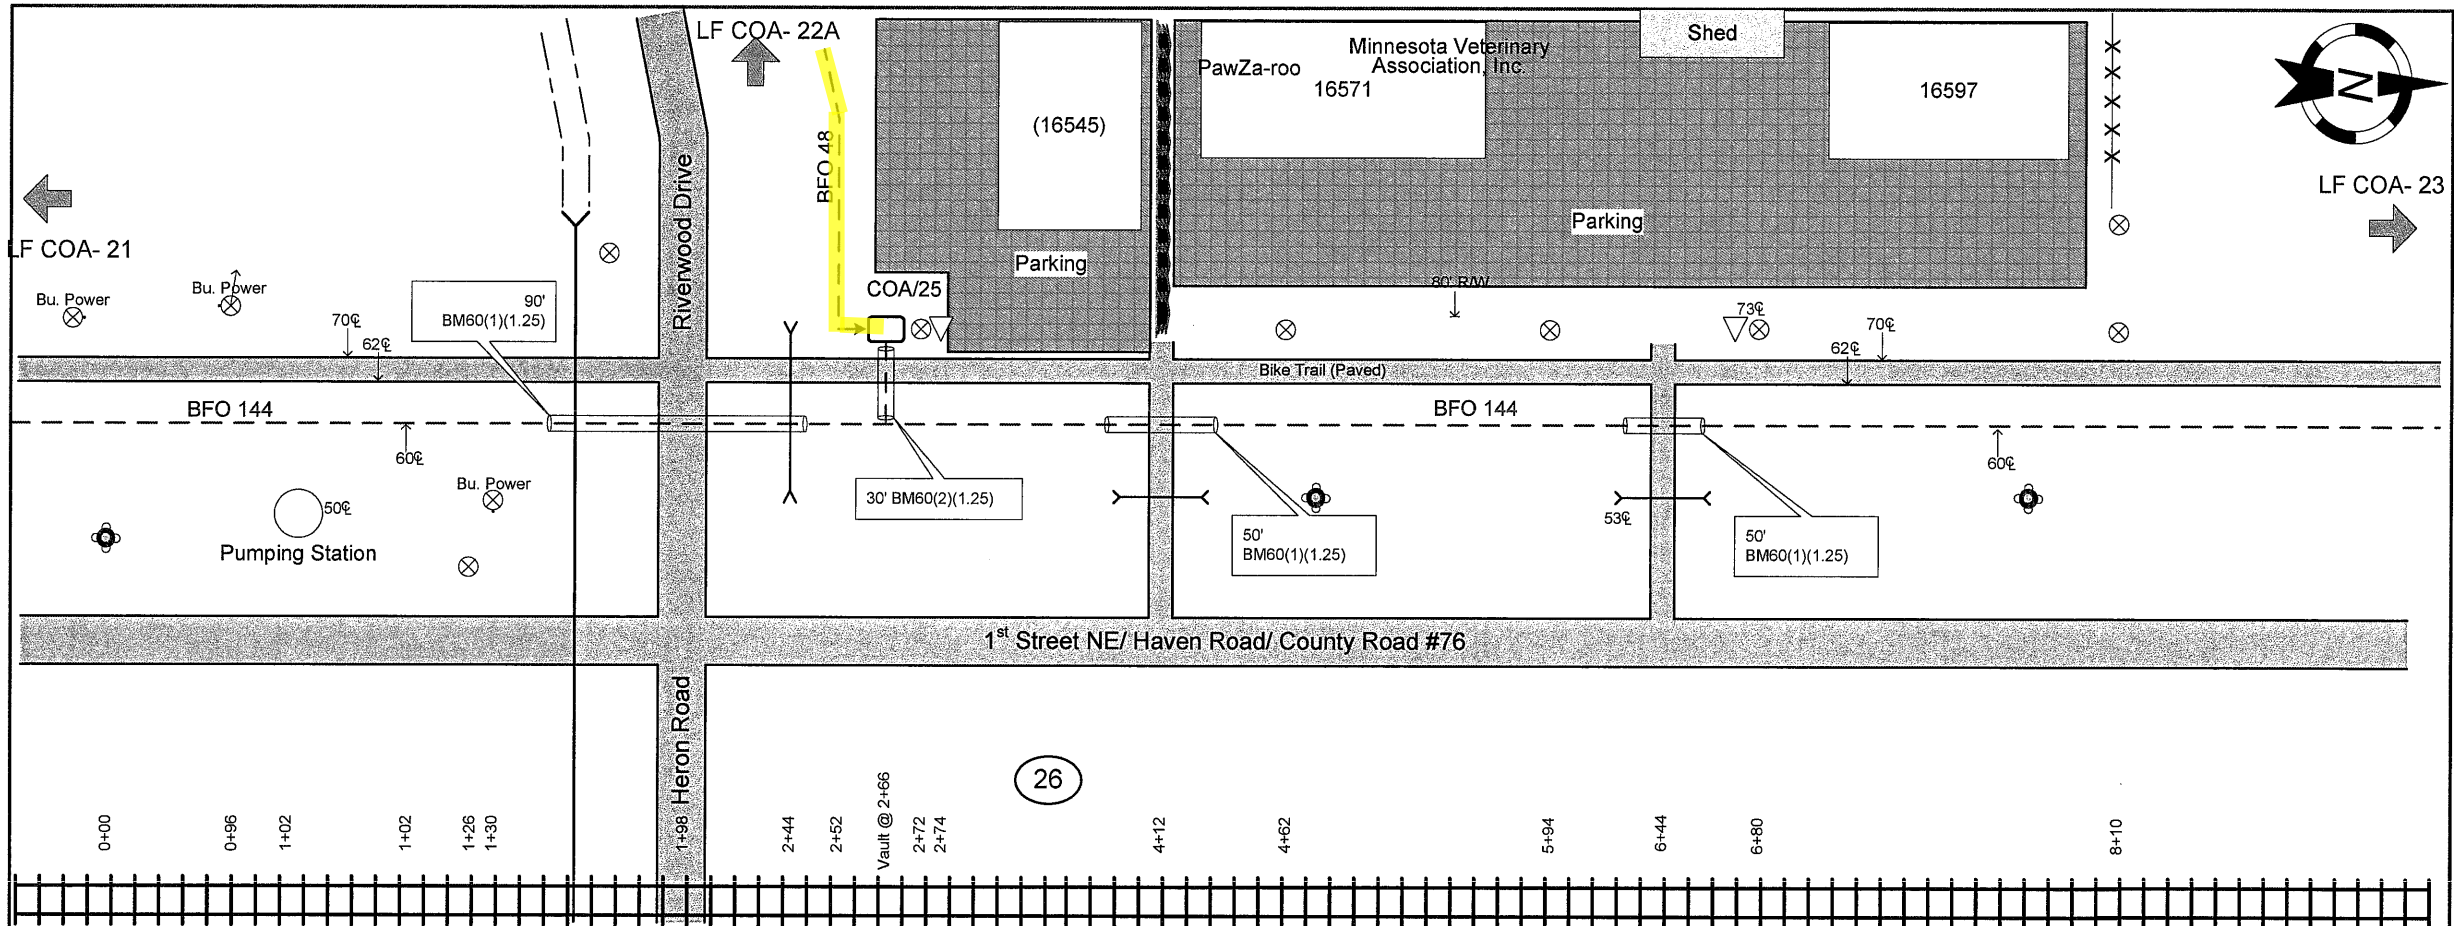 LF COA- 22A
Shed
Minnesota Veterinary
Association, Inc.
PawZa-roo
16571
16597
(16545)
N
BFO 48
Riverwood Drive
LF COA- 23
LF COA- 21
Parking
Parking
COA/25
80' R/W
Bu. Power
Bu. Power
90'
BM60(1)(1.25)
70℄
62℄
73℄
70℄
62℄
Bike Trail (Paved)
BFO 144
BFO 144
60℄
60℄
Bu. Power
50℄
Pumping Station
30' BM60(2)(1.25)
50'
BM60(1)(1.25)
53℄
50'
BM60(1)(1.25)
1st Street NE/ Haven Road/ County Road #76
Heron Road
26
0+00
0+96
1+02
1+02
1+26
1+30
1+98
2+44
2+52
Vault @ 2+66
2+72
2+74
4+12
4+62
5+94
6+44
6+80
8+10